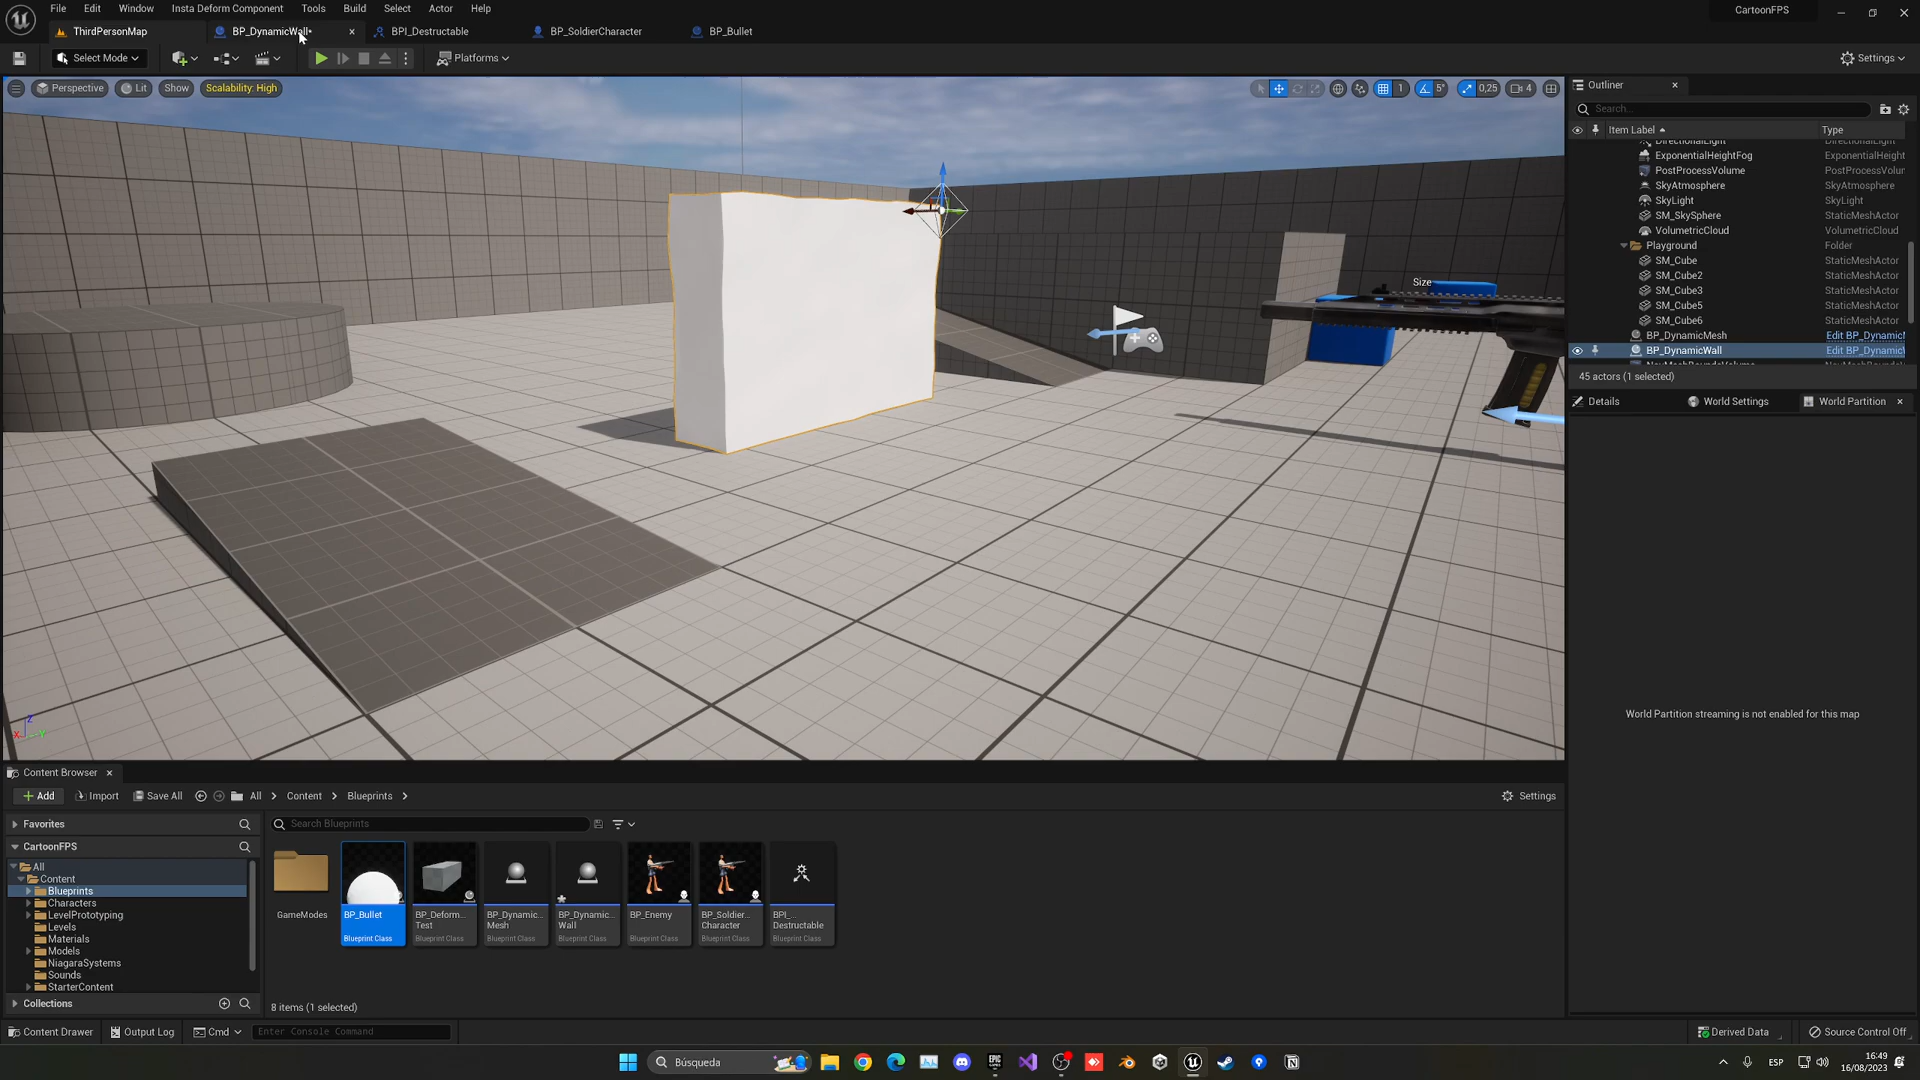 File Edit Window Insta Deform Component Tools Build Select Actor Help
CartoonFPS
ThirdPersonMap BP_DynamicWall* BPI_Destructable BP_SoldierCharacter BP_Bullet
Select Mode Platforms Settings
Perspective Lit Show Scalability: High 1 5° 0,25 4
Outliner
Search...
Item Label Type
DirectionalLight DirectionalLight
ExponentialHeightFog ExponentialHeight
PostProcessVolume PostProcessVolur
SkyAtmosphere SkyAtmosphere
SkyLight SkyLight
SM_SkySphere StaticMeshActor
VolumetricCloud VolumetricCloud
Playground Folder
SM_Cube StaticMeshActor
SM_Cube2 StaticMeshActor
SM_Cube3 StaticMeshActor
SM_Cube5 StaticMeshActor
SM_Cube6 StaticMeshActor
BP_DynamicMesh Edit BP_Dynamic
BP_DynamicWall Edit BP_Dynamic
45 actors (1 selected)
Size
Details World Settings World Partition
World Partition streaming is not enabled for this map
Z
X Y
Content Browser
Add Import Save All All Content Blueprints Settings
Favorites
Search Blueprints
CartoonFPS
All
Content
Blueprints
Characters
LevelPrototyping
Levels
Materials
Models
NiagaraSystems
Sounds
StarterContent
Collections
GameModes
BP_Bullet
Blueprint Class
BP_Deform...
Test
Blueprint Class
BP_Dynamic...
Mesh
Blueprint Class
BP_Dynamic...
Wall
Blueprint Class
BP_Enemy
Blueprint Class
BP_Soldier...
Character
Blueprint Class
BPI_...
Destructable
Blueprint Class
8 items (1 selected)
Content Drawer Output Log Cmd Enter Console Command Derived Data Source Control Off
Búsqueda
EPIC
ESP
16:49
16/08/2023